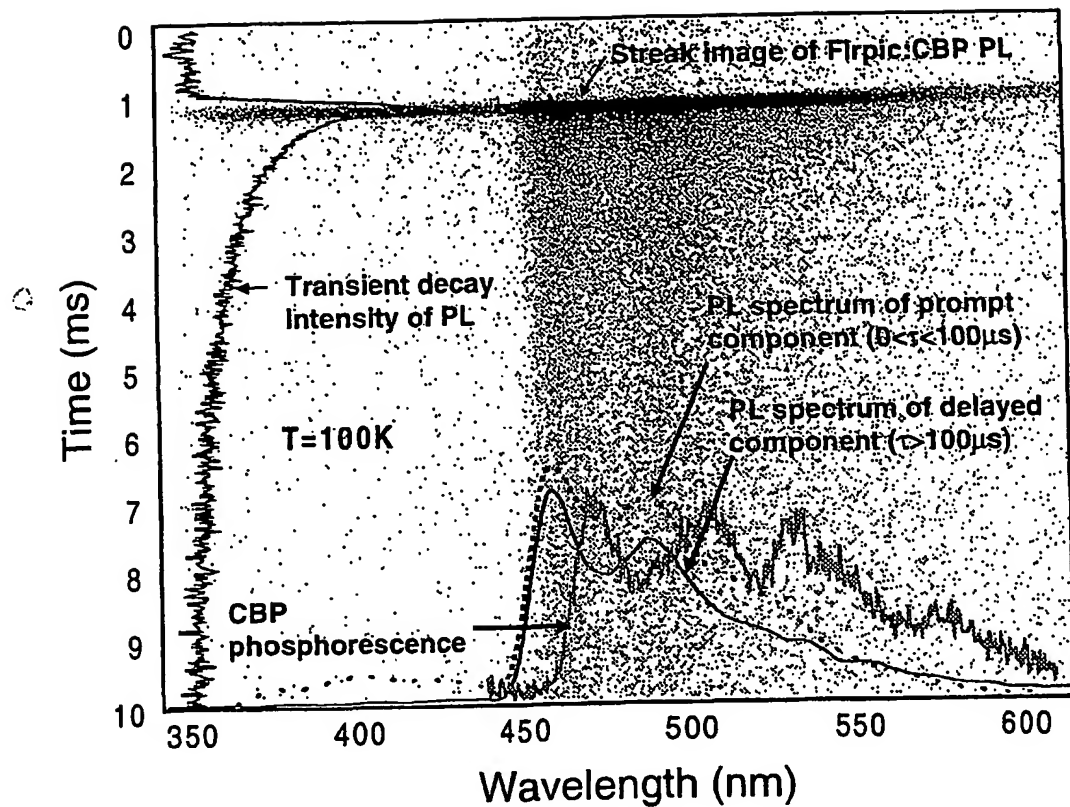 Streak image of Firpic:CBP PL
Transient decay
intensity of PL
PL spectrum of prompt
component (0<τ<100μs)
PL spectrum of delayed
component (τ>100μs)
T=100K
CBP
phosphorescence
Time (ms)
0
1
2
3
4
5
6
7
8
9
10
350
400
450
500
550
600
Wavelength (nm)